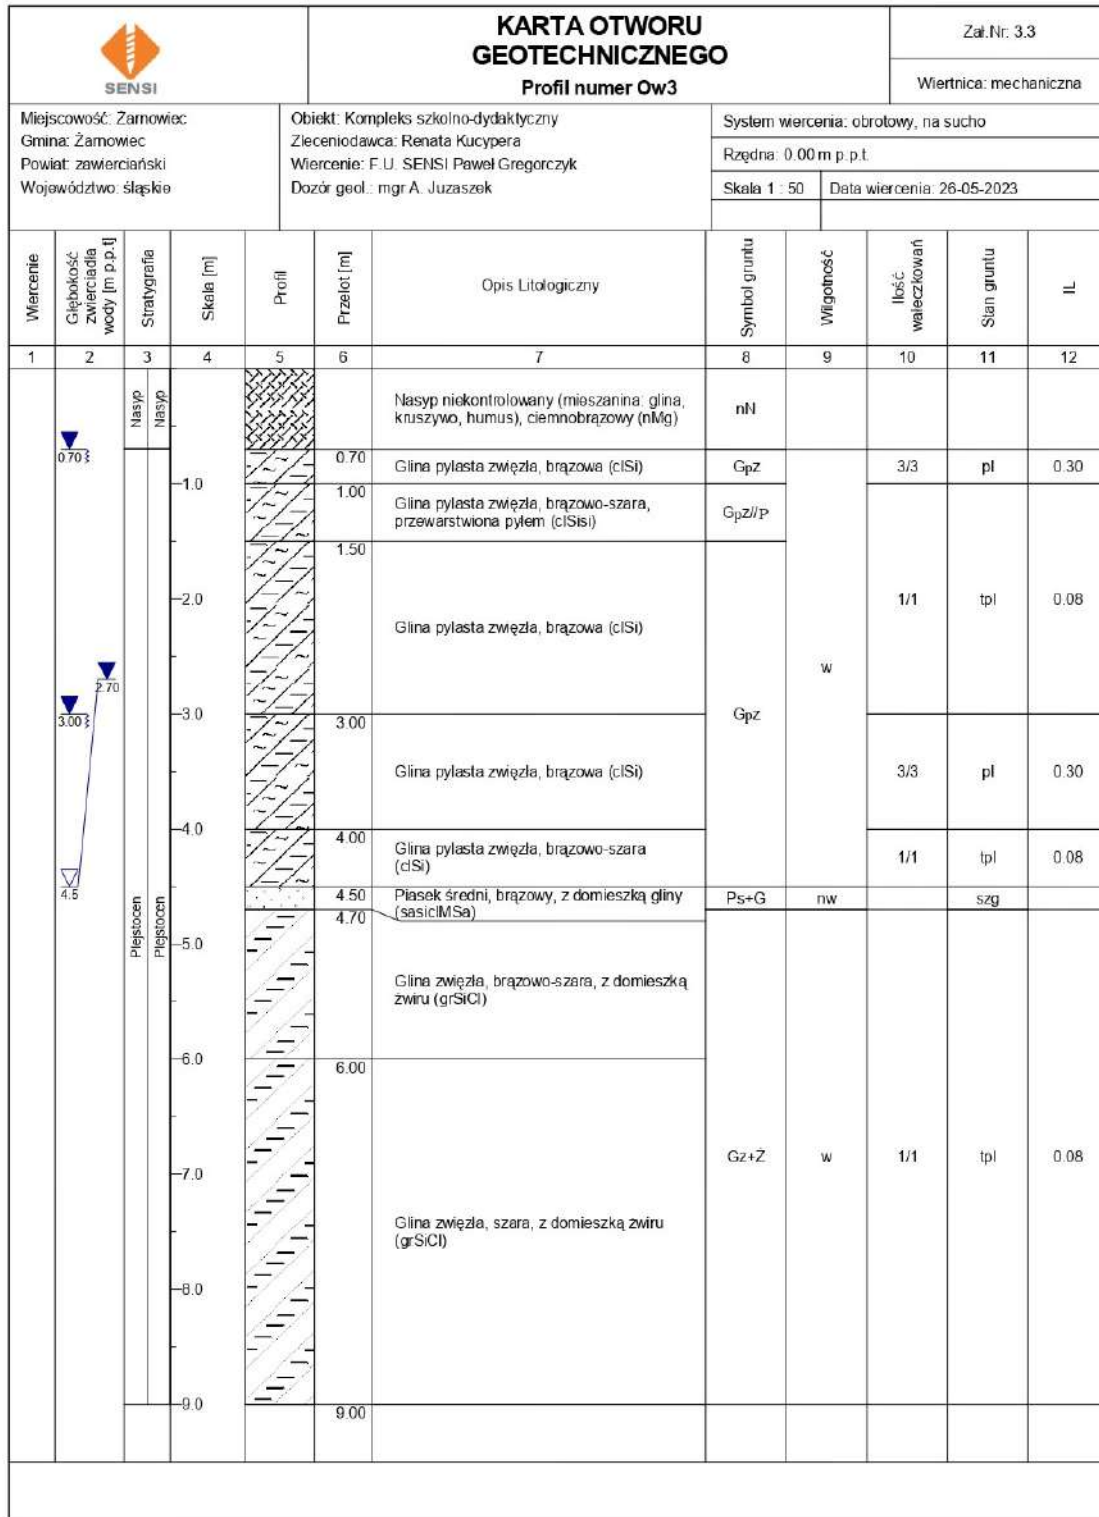 SENSI
KARTA OTWORU
GEOTECHNICZNEGO
Profil numer Ow3
Zał.Nr: 3.3
Wiertnica: mechaniczna
Miejscowość: Żarnowiec
Gmina: Żarnowiec
Powiat: zawierciański
Województwo: śląskie
Obiekt: Kompleks szkolno-dydaktyczny
Zleceniodawca: Renata Kucypera
Wiercenie: F.U. SENSI Paweł Gregorczyk
Dozór geol.: mgr A. Juzaszek
System wiercenia: obrotowy, na sucho
Rzędna: 0.00 m p.p.t.
Skala 1 : 50 Data wiercenia: 26-05-2023
Wiercenie
Głębokość
zwierciadła
wody [m p.p.t]
Stratygrafia
Skala [m]
Profil
Przelot [m]
Opis Litologiczny
Symbol gruntu
Wilgotność
Ilość
wałeczkowań
Stan gruntu
IL
1 2 3 4 5 6 7 8 9 10 11 12
Nasyp Nasyp
Nasyp niekontrolowany (mieszanina: glina,
kruszywo, humus), ciemnobrązowy (nMg)
nN
0.70
0.70
Glina pylasta zwięzła, brązowa (clSi)
Gpz
3/3 pl 0.30
1.0
1.00
Glina pylasta zwięzła, brązowo-szara,
przewarstwiona pyłem (clSisi)
Gpz//P
1.50
2.0
Glina pylasta zwięzła, brązowa (clSi)
1/1 tpl 0.08
w
2.70
3.00
3.0
3.00
Gpz
Glina pylasta zwięzła, brązowa (clSi)
3/3 pl 0.30
4.0
4.00
Glina pylasta zwięzła, brązowo-szara
(clSi)
1/1 tpl 0.08
4.5
4.50
Piasek średni, brązowy, z domieszką gliny
(sasiclMSa)
Ps+G nw szg
4.70
Plejstocen Plejstocen
5.0
Glina zwięzła, brązowo-szara, z domieszką
żwiru (grSiCl)
6.0
6.00
7.0
Gz+Ż w 1/1 tpl 0.08
Glina zwięzła, szara, z domieszką żwiru
(grSiCl)
8.0
9.0
9.00